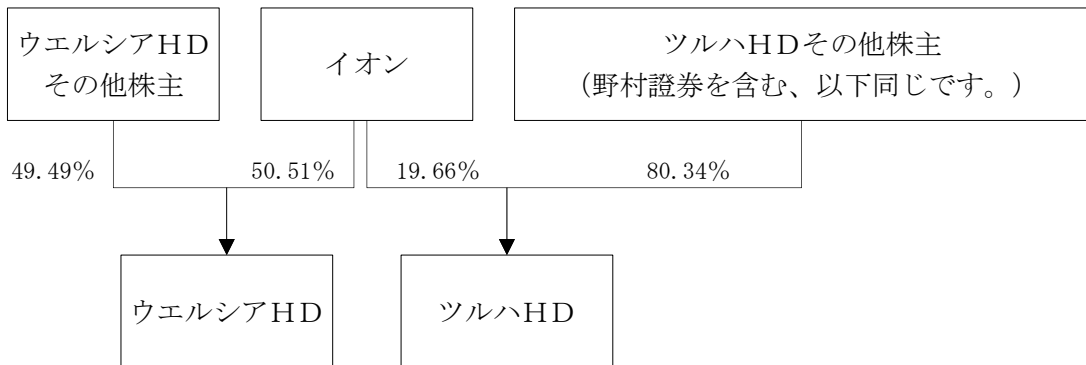 ウエルシアＨＤ
その他株主
イオン
ツルハＨＤその他株主
（野村證券を含む、以下同じです。）
49.49%
50.51%
19.66%
80.34%
ウエルシアＨＤ
ツルハＨＤ